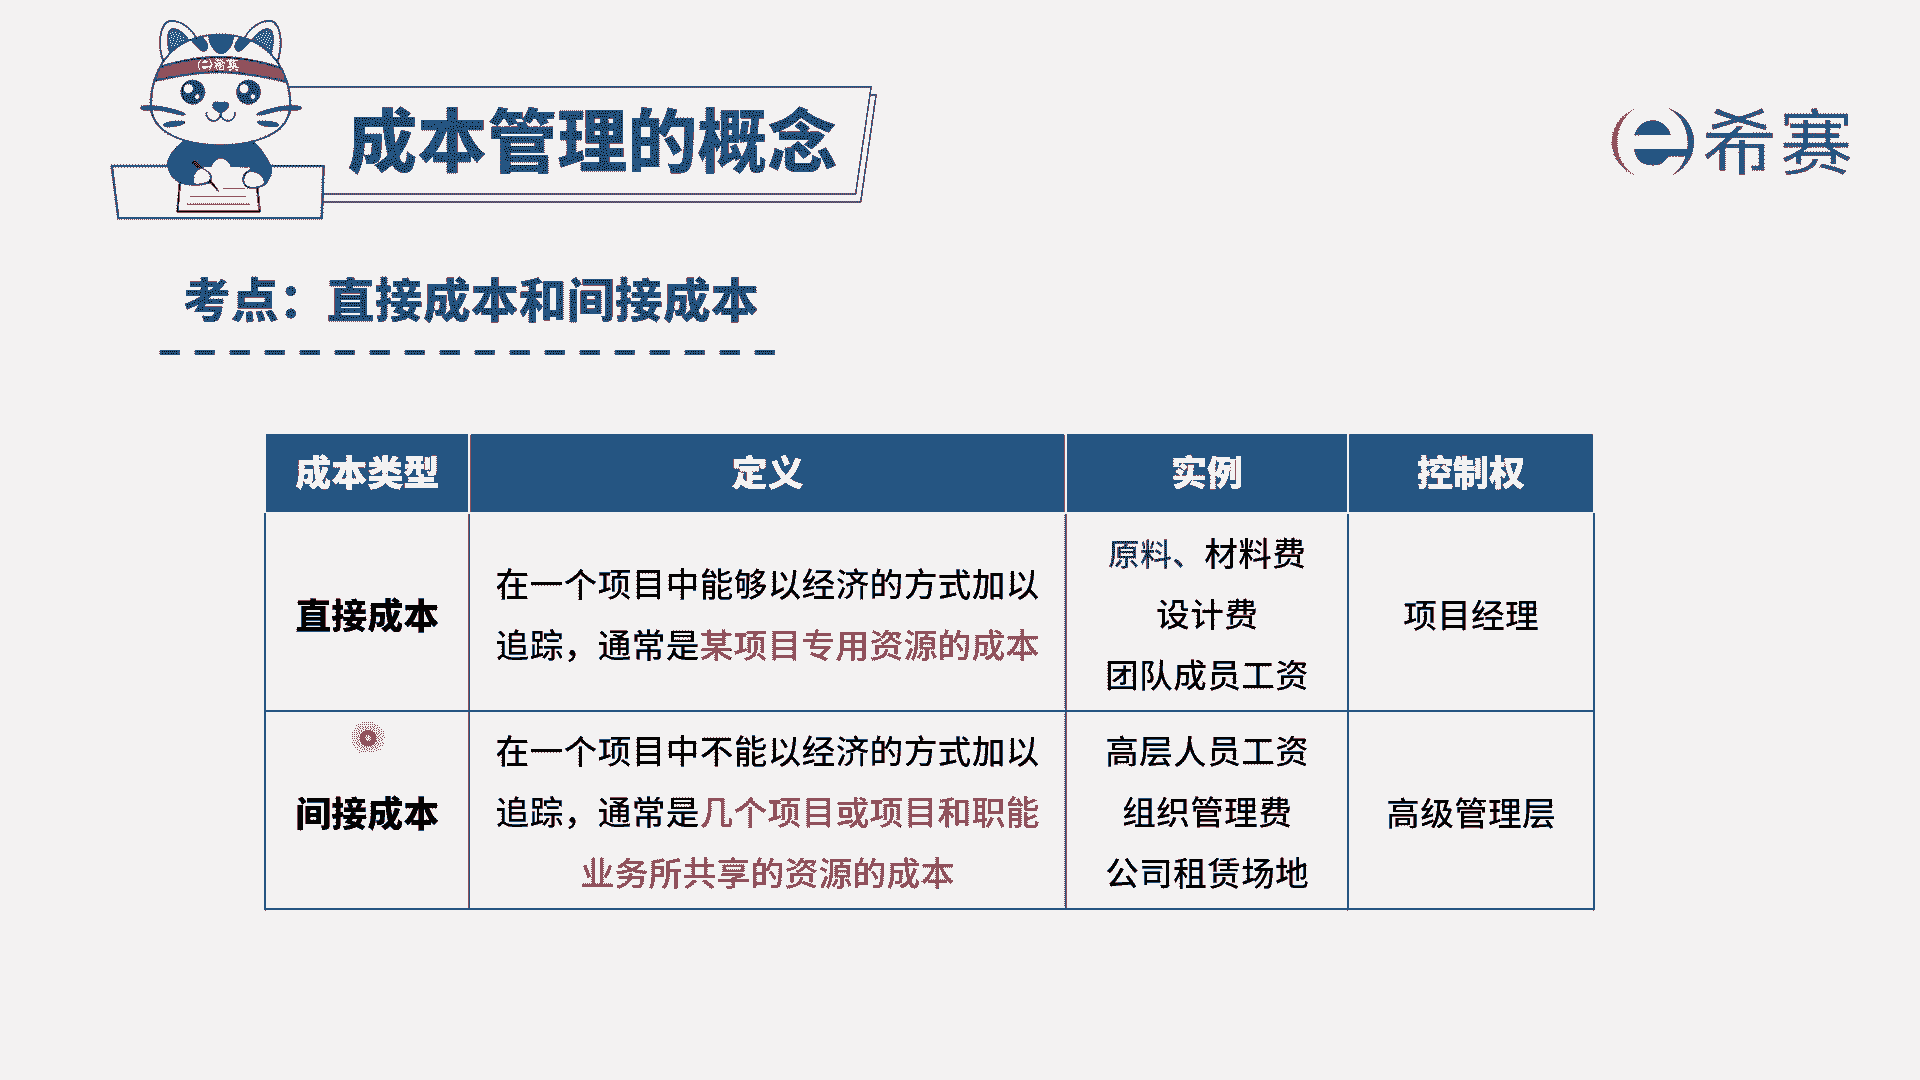 希赛
成本管理的概念
希赛
考点：直接成本和间接成本
成本类型
定义
实例
控制权
直接成本
在一个项目中能够以经济的方式加以
追踪，通常是某项目专用资源的成本
原料、材料费
设计费
团队成员工资
项目经理
间接成本
在一个项目中不能以经济的方式加以
追踪，通常是几个项目或项目和职能
业务所共享的资源的成本
高层人员工资
组织管理费
公司租赁场地
高级管理层